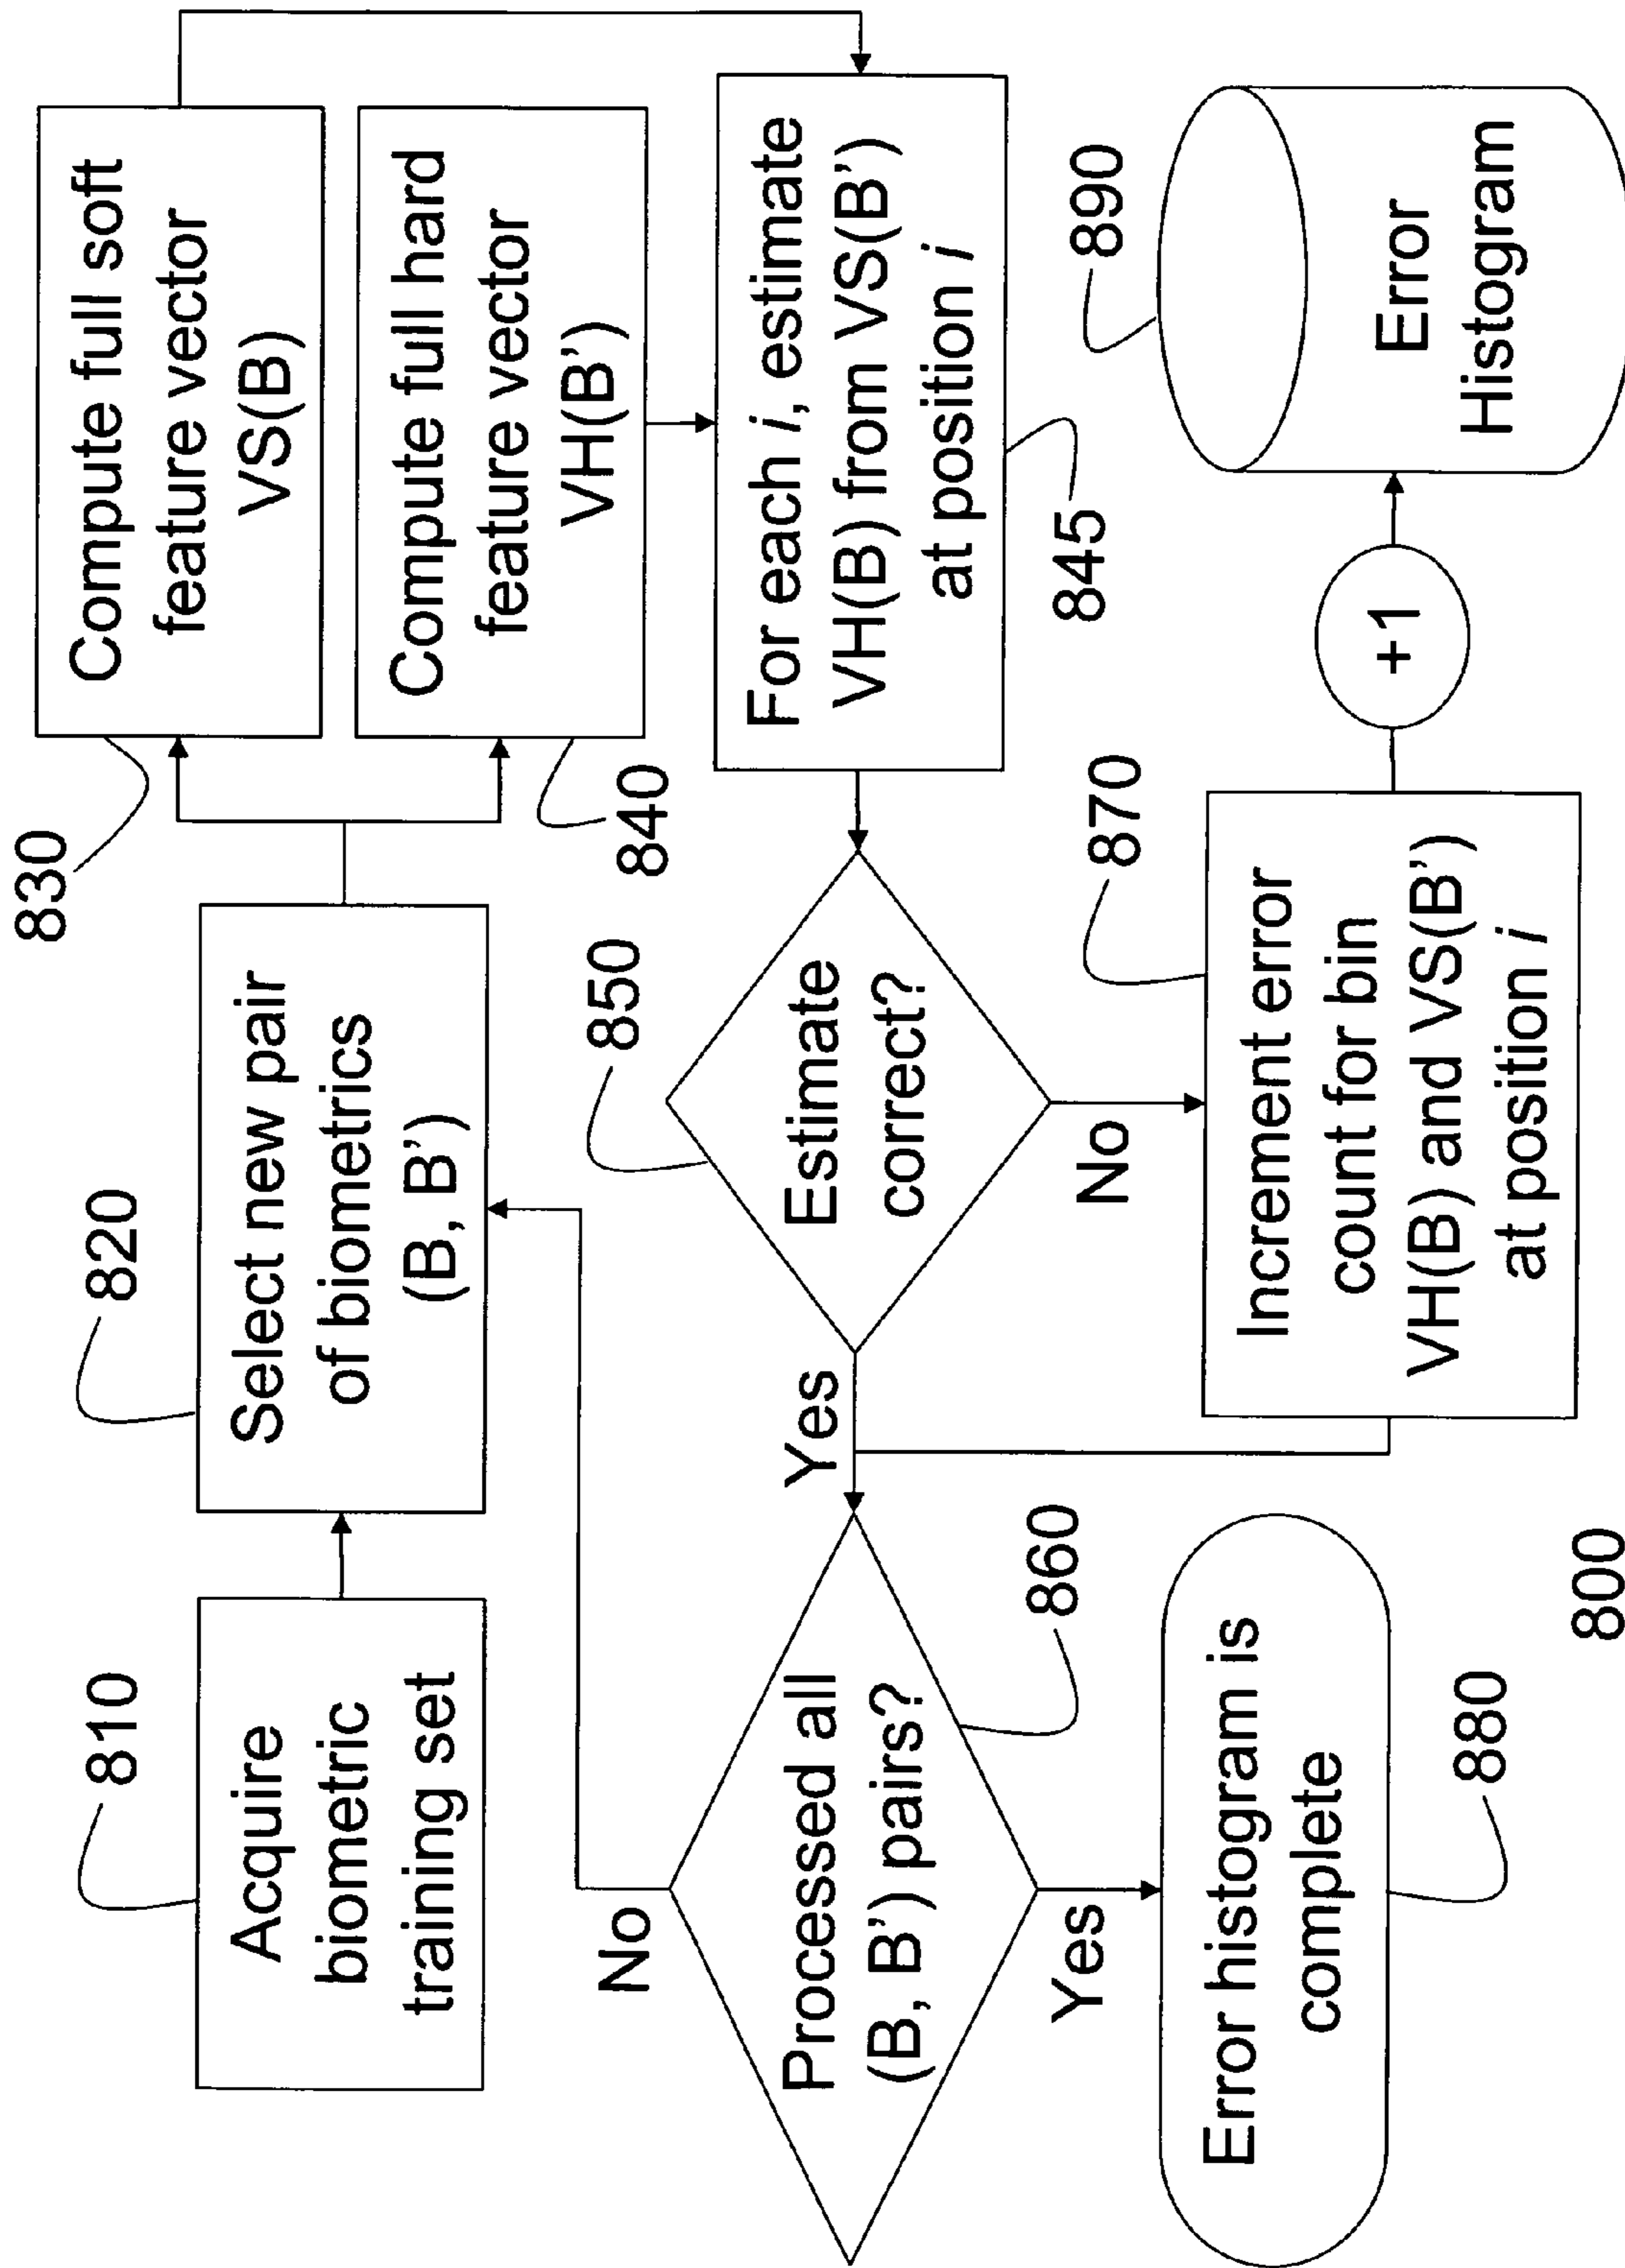 810
Acquire
biometric
training set
820
Select new pair
of biometrics
(B, B’)
830
Compute full soft
feature vector
VS(B)
840
Compute full hard
feature vector
VH(B’)
845
For each i, estimate
VH(B) from VS(B’)
at position i
850
Estimate
correct?
Yes
No
860
Processed all
(B, B’) pairs?
No
Yes
870
Increment error
count for bin
VH(B) and VS(B’)
at position i
+1
890
Error
Histogram
880
Error histogram is
complete
800